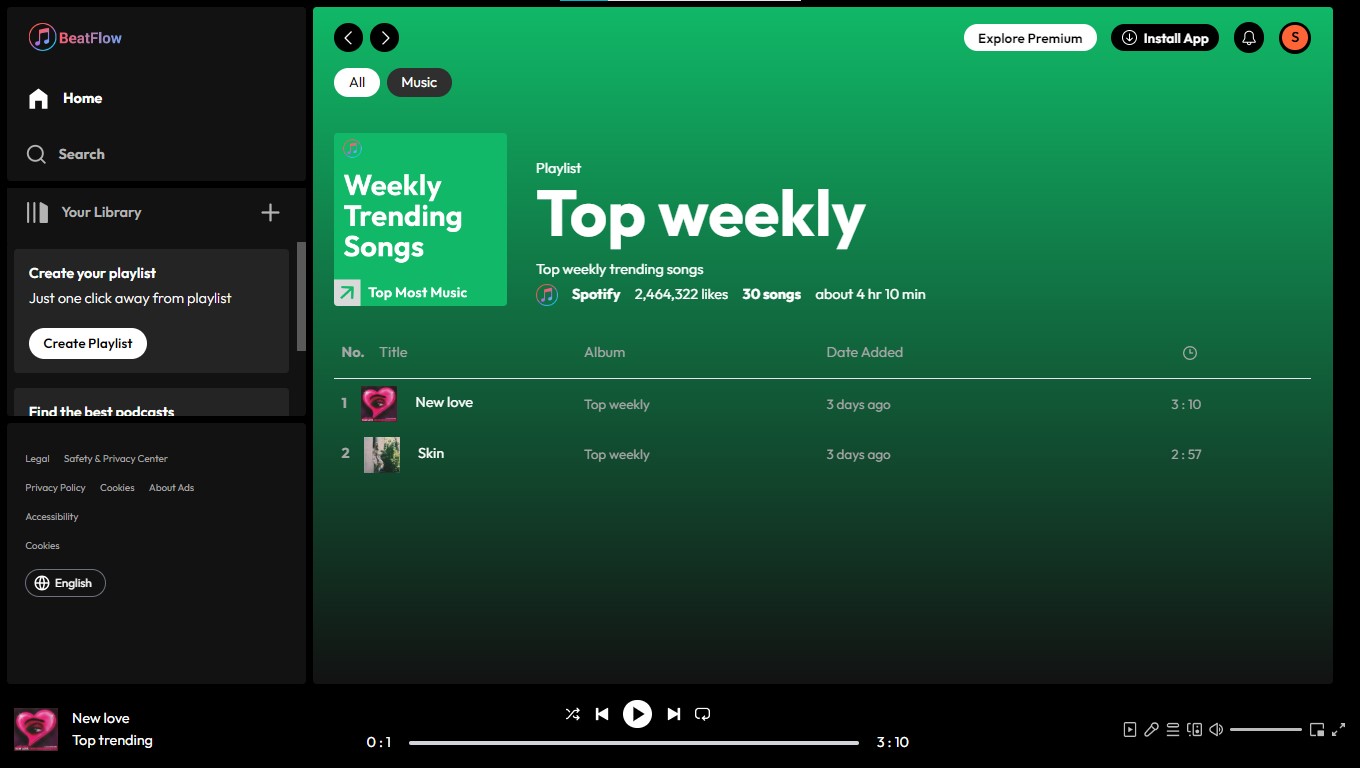 BeatFlow
Home
Search
Your Library
Create your playlist
Just one click away from playlist
Create Playlist
Find the best podcasts
Legal Safety & Privacy Center
Privacy Policy Cookies About Ads
Accessibility
Cookies
English
Explore Premium Install App S
All Music
Weekly
Trending
Songs
Top Most Music
Playlist
Top weekly
Top weekly trending songs
Spotify 2,464,322 likes 30 songs about 4 hr 10 min
No. Title Album Date Added
1 New love Top weekly 3 days ago 3 : 10
2 Skin Top weekly 3 days ago 2 : 57
New love
Top trending
0 : 1 3 : 10